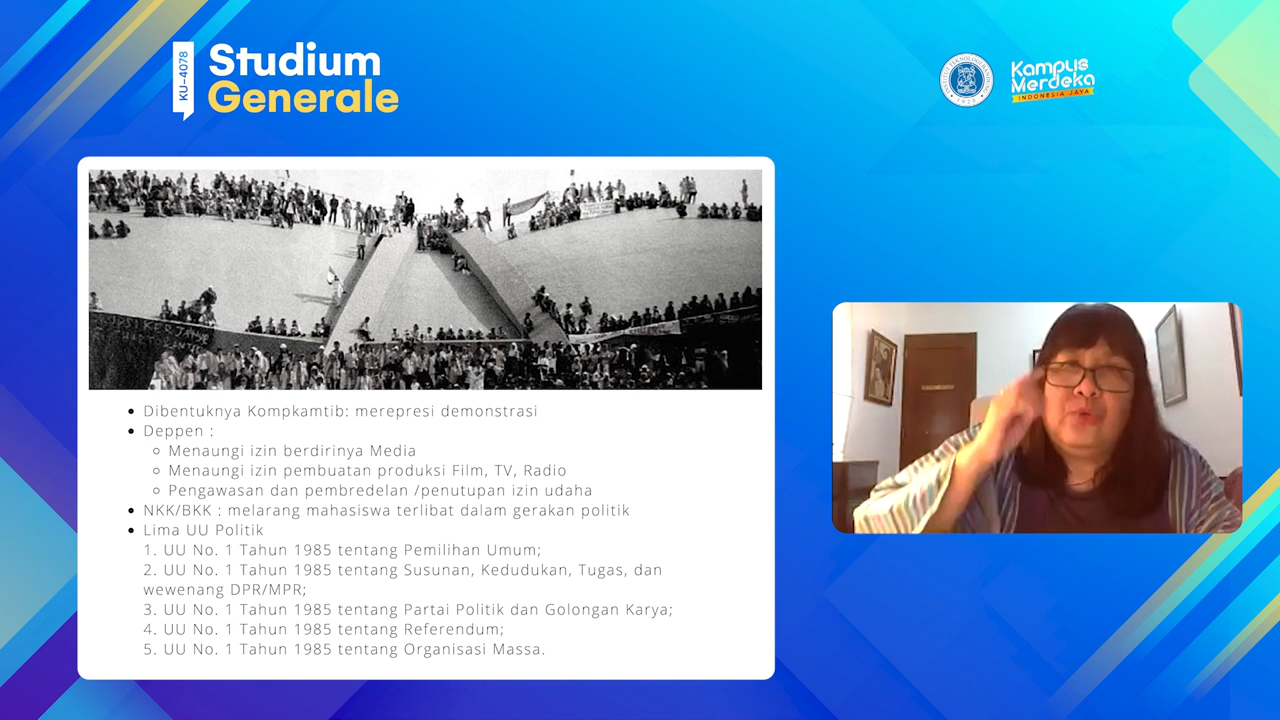 KU-4078
Studium
Generale
INSTITUT TEKNOLOGI BANDUNG
1920
Kampus
Merdeka
INDONESIA JAYA
Dibentuknya Kompkamtib: merepresi demonstrasi
Deppen :
Menaungi izin berdirinya Media
Menaungi izin pembuatan produksi Film, TV, Radio
Pengawasan dan pembredelan /penutupan izin udaha
NKK/BKK : melarang mahasiswa terlibat dalam gerakan politik
Lima UU Politik
1. UU No. 1 Tahun 1985 tentang Pemilihan Umum;
2. UU No. 1 Tahun 1985 tentang Susunan, Kedudukan, Tugas, dan
wewenang DPR/MPR;
3. UU No. 1 Tahun 1985 tentang Partai Politik dan Golongan Karya;
4. UU No. 1 Tahun 1985 tentang Referendum;
5. UU No. 1 Tahun 1985 tentang Organisasi Massa.